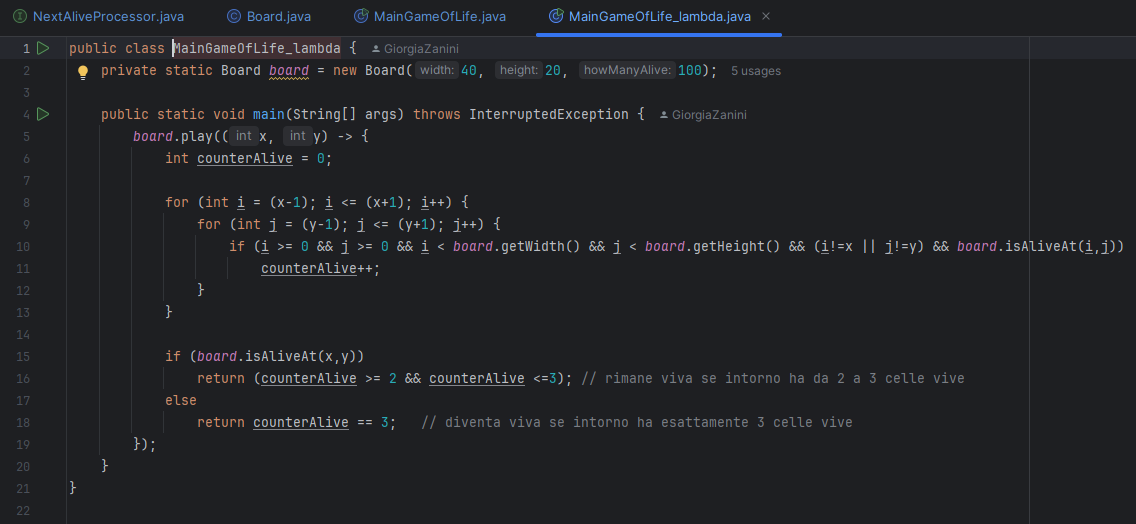 NextAliveProcessor.java Board.java MainGameOfLife.java MainGameOfLife_lambda.java
1 public class MainGameOfLife_lambda { GiorgiaZanini
2 private static Board board = new Board( width: 40, height: 20, howManyAlive: 100); 5 usages
3
4 public static void main(String[] args) throws InterruptedException { GiorgiaZanini
5 board.play(( int x, int y) -> {
6 int counterAlive = 0;
7
8 for (int i = (x-1); i <= (x+1); i++) {
9 for (int j = (y-1); j <= (y+1); j++) {
10 if (i >= 0 && j >= 0 && i < board.getWidth() && j < board.getHeight() && (i!=x || j!=y) && board.isAliveAt(i,j))
11 counterAlive++;
12 }
13 }
14
15 if (board.isAliveAt(x,y))
16 return (counterAlive >= 2 && counterAlive <=3); // rimane viva se intorno ha da 2 a 3 celle vive
17 else
18 return counterAlive == 3; // diventa viva se intorno ha esattamente 3 celle vive
19 });
20 }
21 }
22